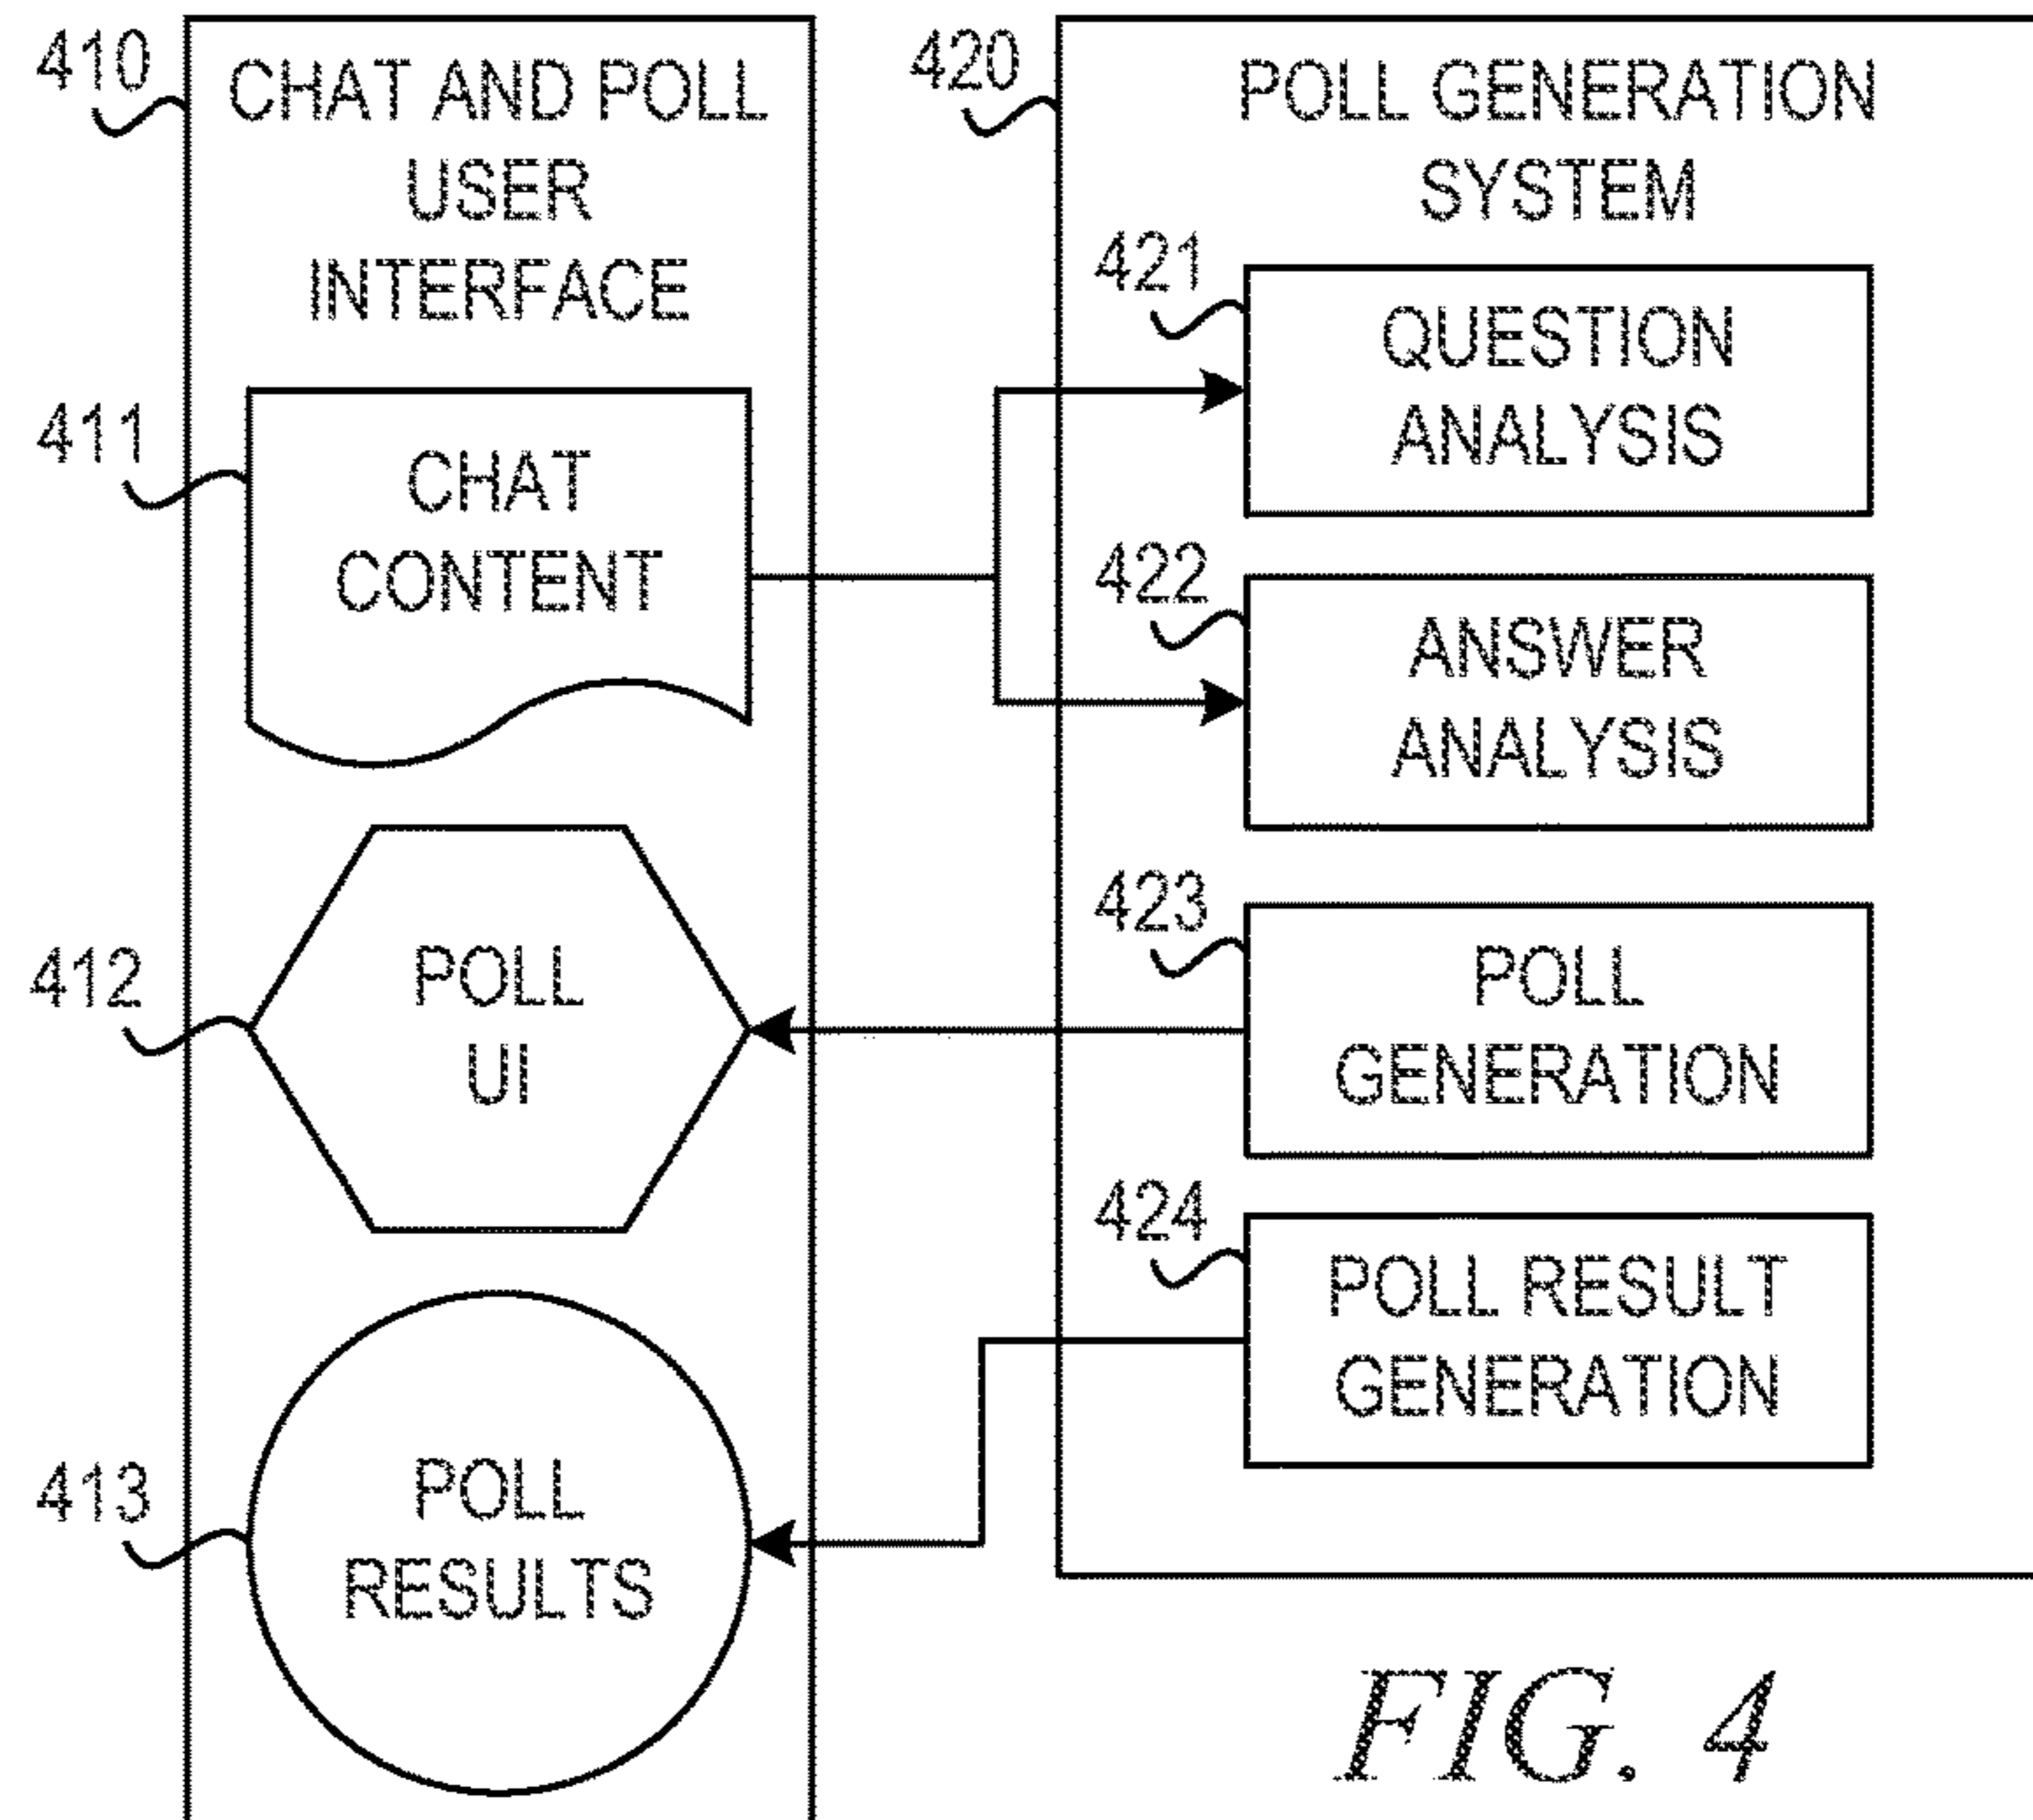 410
CHAT AND POLL
USER
INTERFACE
411
CHAT
CONTENT
412
POLL
UI
413
POLL
RESULTS
420
POLL GENERATION
SYSTEM
421
QUESTION
ANALYSIS
422
ANSWER
ANALYSIS
423
POLL
GENERATION
424
POLL RESULT
GENERATION
FIG. 4